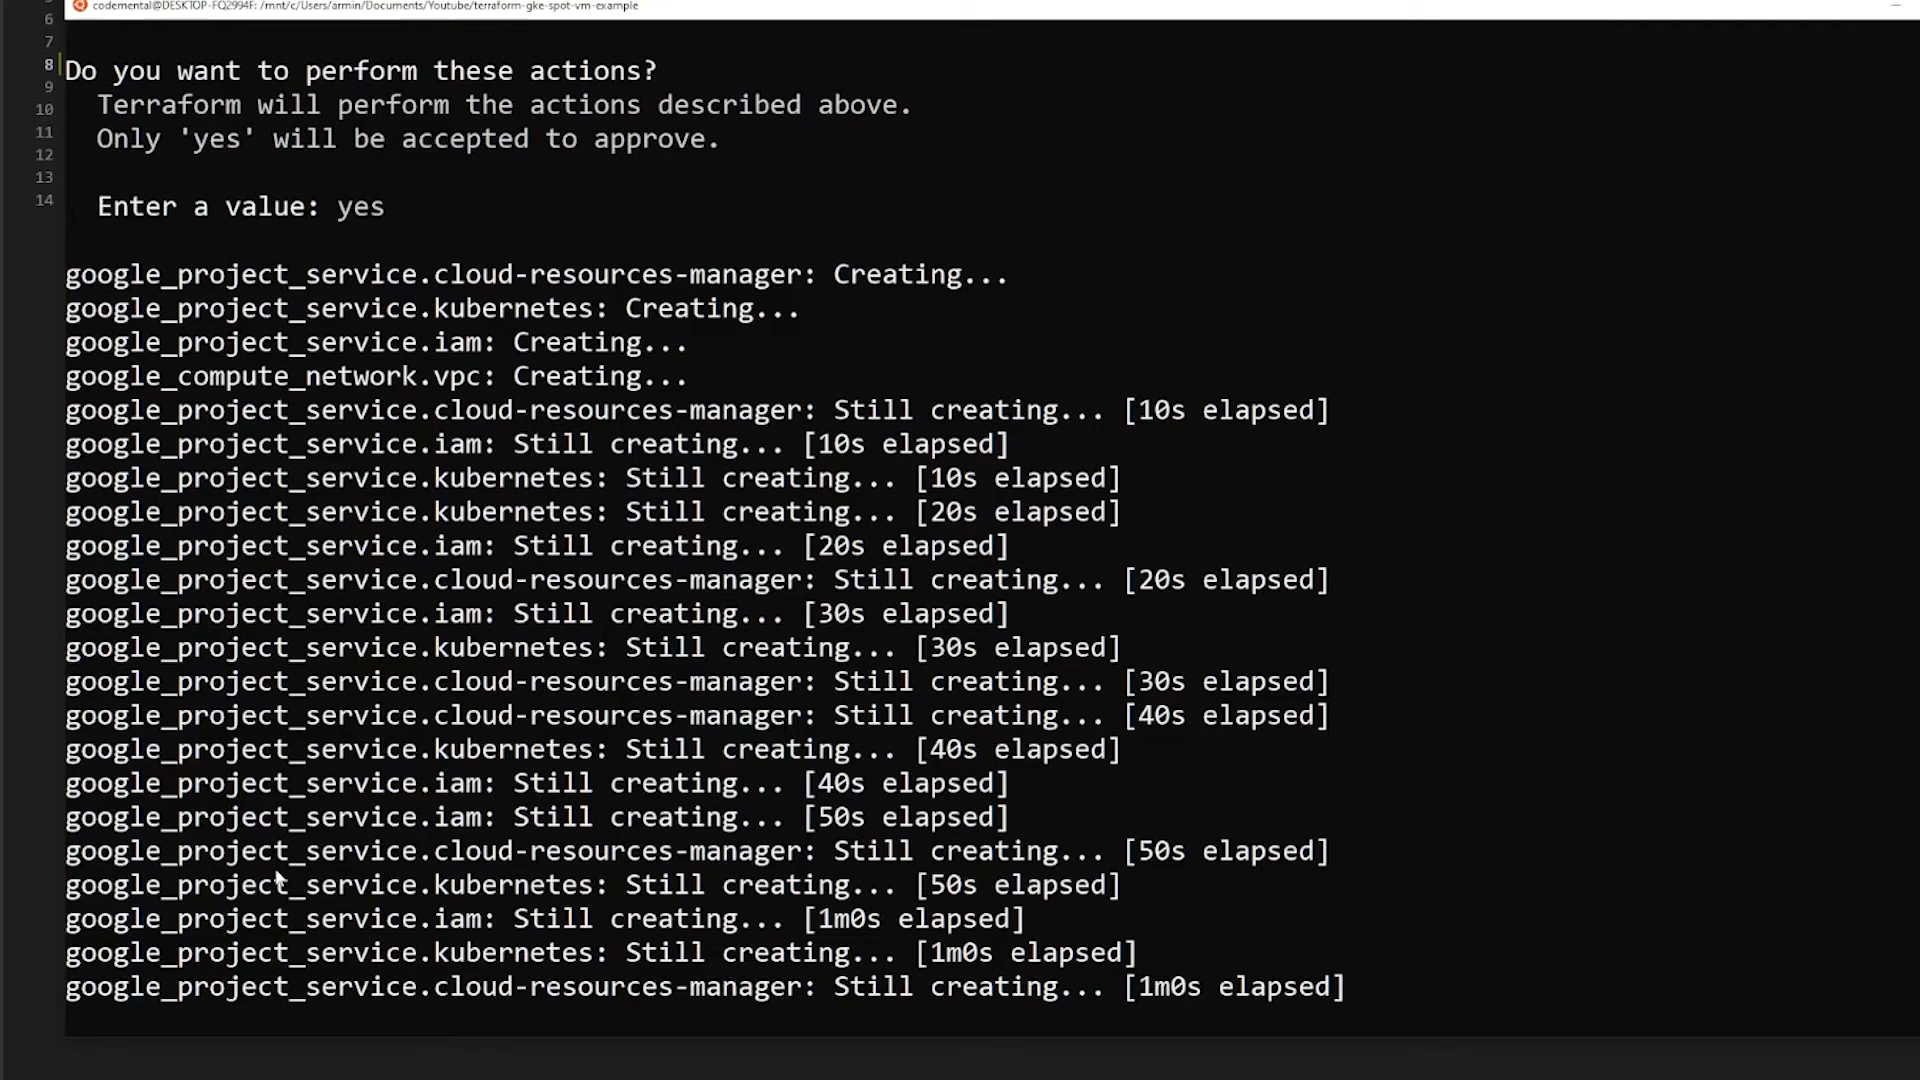 codemental@DESKTOP-FQ2994F: /mnt/c/Users/armin/Documents/Youtube/terraform-gke-spot-vm-example
6
7
8 Do you want to perform these actions?
9
10 Terraform will perform the actions described above.
11 Only 'yes' will be accepted to approve.
12
13
14 Enter a value: yes
google_project_service.cloud-resources-manager: Creating...
google_project_service.kubernetes: Creating...
google_project_service.iam: Creating...
google_compute_network.vpc: Creating...
google_project_service.cloud-resources-manager: Still creating... [10s elapsed]
google_project_service.iam: Still creating... [10s elapsed]
google_project_service.kubernetes: Still creating... [10s elapsed]
google_project_service.kubernetes: Still creating... [20s elapsed]
google_project_service.iam: Still creating... [20s elapsed]
google_project_service.cloud-resources-manager: Still creating... [20s elapsed]
google_project_service.iam: Still creating... [30s elapsed]
google_project_service.kubernetes: Still creating... [30s elapsed]
google_project_service.cloud-resources-manager: Still creating... [30s elapsed]
google_project_service.cloud-resources-manager: Still creating... [40s elapsed]
google_project_service.kubernetes: Still creating... [40s elapsed]
google_project_service.iam: Still creating... [40s elapsed]
google_project_service.iam: Still creating... [50s elapsed]
google_project_service.cloud-resources-manager: Still creating... [50s elapsed]
google_project_service.kubernetes: Still creating... [50s elapsed]
google_project_service.iam: Still creating... [1m0s elapsed]
google_project_service.kubernetes: Still creating... [1m0s elapsed]
google_project_service.cloud-resources-manager: Still creating... [1m0s elapsed]